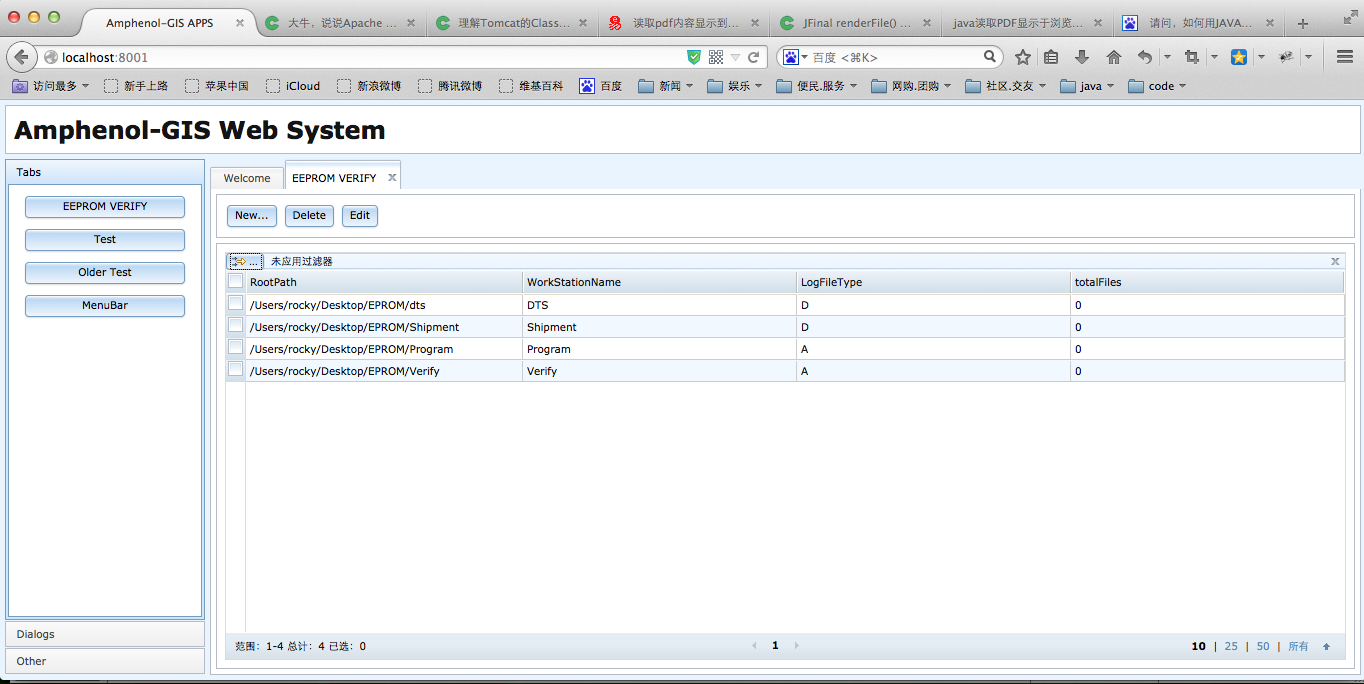 Amphenol-GIS APPS
大牛，说说Apache ...
理解Tomcat的Class...
读取pdf内容显示到...
JFinal renderFile() ...
java读取PDF显示于浏览...
请问，如何用JAVA...
localhost:8001
百度 <⌘K>
访问最多 新手上路 苹果中国 iCloud 新浪微博 腾讯微博 维基百科 百度 新闻 娱乐 便民.服务 网购.团购 社区.交友 java code
Amphenol-GIS Web System
Tabs
EEPROM VERIFY
Test
Older Test
MenuBar
Dialogs
Other
Welcome EEPROM VERIFY
New... Delete Edit
... 未应用过滤器
RootPath WorkStationName LogFileType totalFiles
/Users/rocky/Desktop/EPROM/dts DTS D 0
/Users/rocky/Desktop/EPROM/Shipment Shipment D 0
/Users/rocky/Desktop/EPROM/Program Program A 0
/Users/rocky/Desktop/EPROM/Verify Verify A 0
范围：1-4 总计：4 已选：0 1 10 | 25 | 50 | 所有